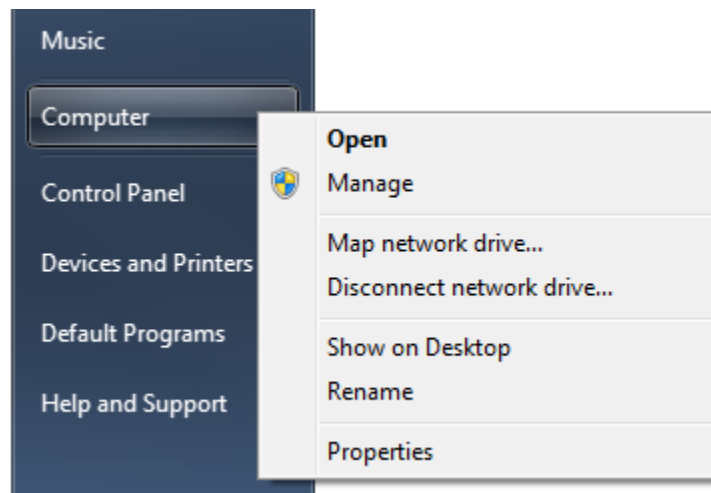 Music
Computer
Control Panel
Devices and Printers
Default Programs
Help and Support
Open
Manage
Map network drive...
Disconnect network drive...
Show on Desktop
Rename
Properties